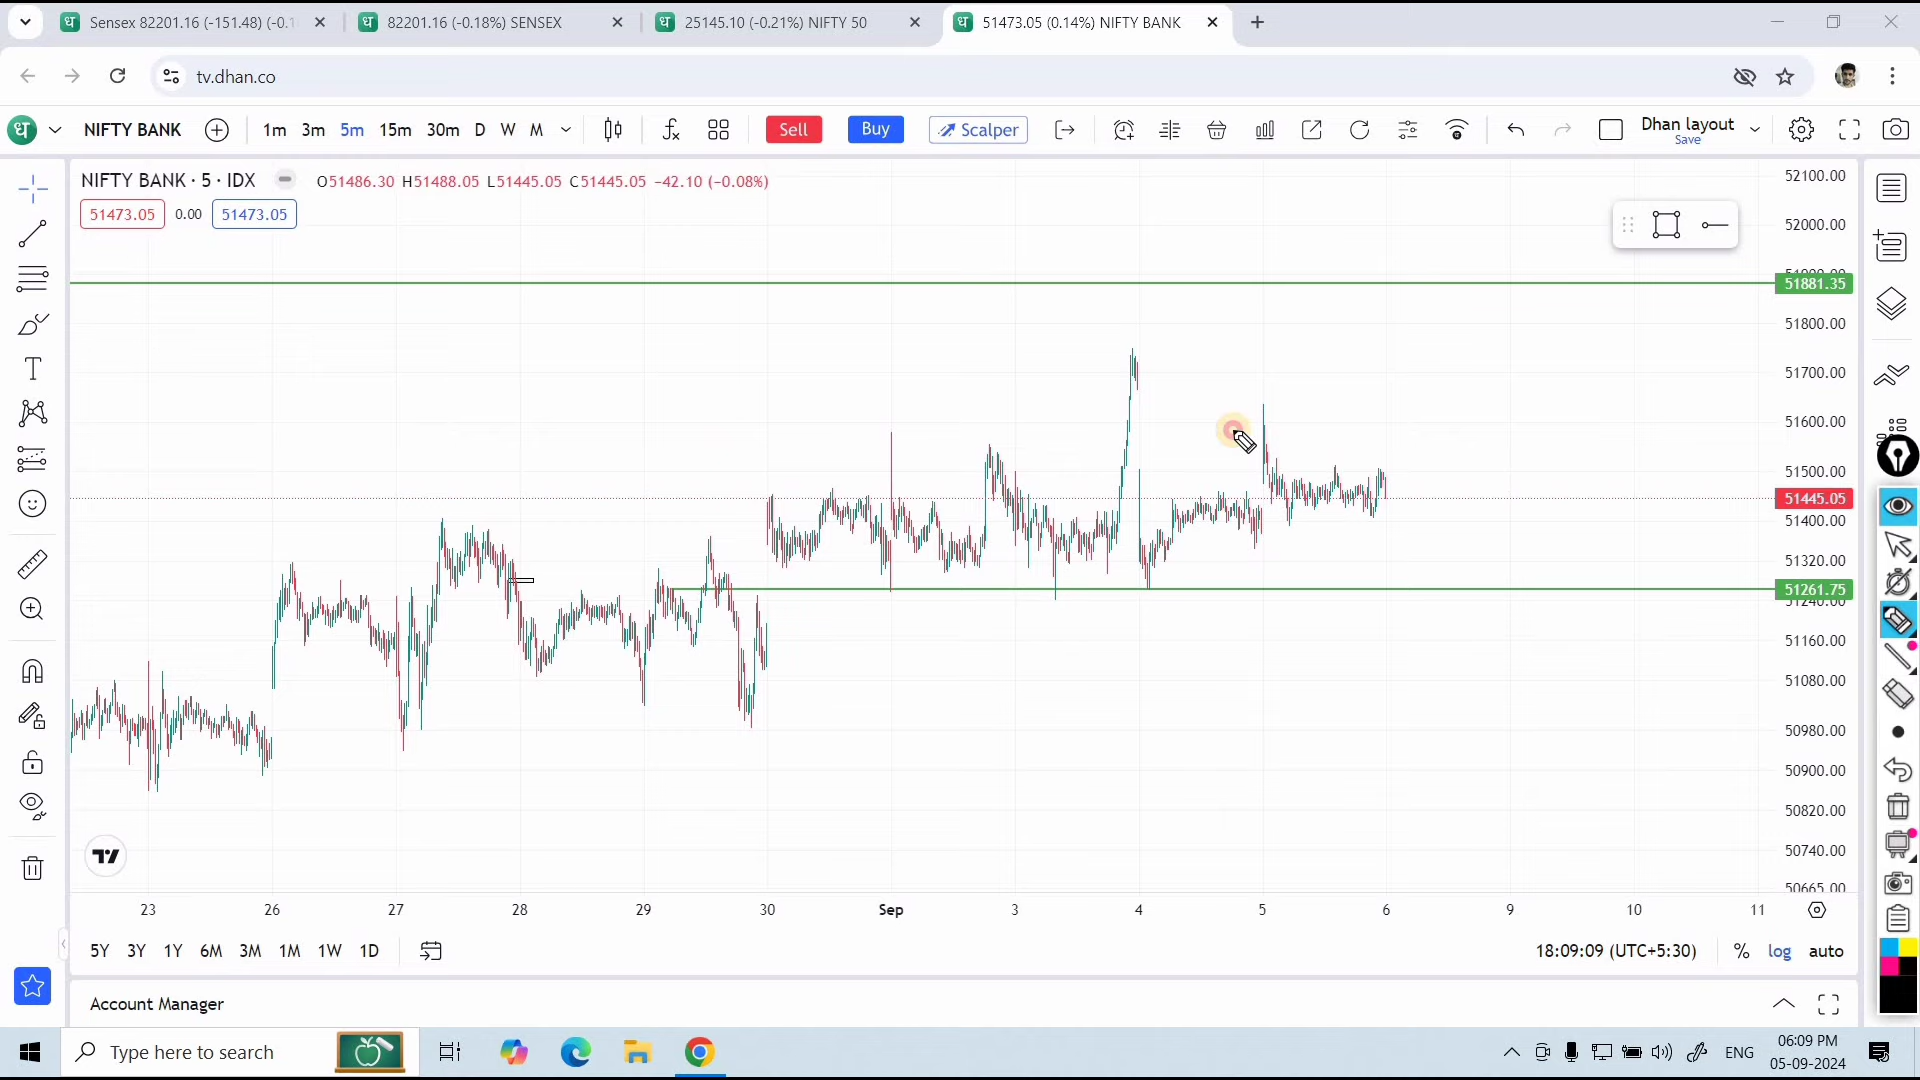 Sensex 82201.16 (-151.48) (-0.1
82201.16 (-0.18%) SENSEX
25145.10 (-0.21%) NIFTY 50
51473.05 (0.14%) NIFTY BANK
tv.dhan.co
ध NIFTY BANK 1m 3m 5m 15m 30m D W M Sell Buy Scalper Dhan layout
Save
NIFTY BANK · 5 · IDX O51486.30 H51488.05 L51445.05 C51445.05 −42.10 (−0.08%)
51473.05 0.00 51473.05
52100.00
52000.00
51881.35
51800.00
51700.00
51600.00
51500.00
51445.05
51400.00
51320.00
51261.75
51240.00
51160.00
51080.00
50980.00
50900.00
50820.00
50740.00
50665.00
23 26 27 28 29 30 Sep 3 4 5 6 9 10 11
5Y 3Y 1Y 6M 3M 1M 1W 1D 18:09:09 (UTC+5:30) % log auto
Account Manager
Type here to search
ENG
06:09 PM
05-09-2024